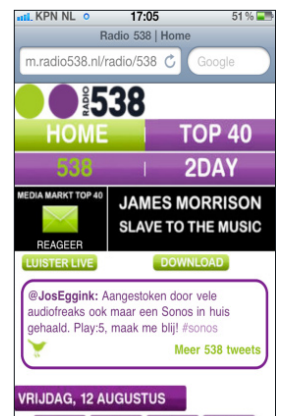 KPN NL 17:05 51 %
Radio 538 | Home
m.radio538.nl/radio/538 Google
RADIO 538
HOME TOP 40
538 | 2DAY
MEDIA MARKT TOP 40
REAGEER
JAMES MORRISON
SLAVE TO THE MUSIC
LUISTER LIVE DOWNLOAD
@JosEggink: Aangestoken door vele
audiofreaks ook maar een Sonos in huis
gehaald. Play:5, maak me blij! #sonos
Meer 538 tweets
VRIJDAG, 12 AUGUSTUS